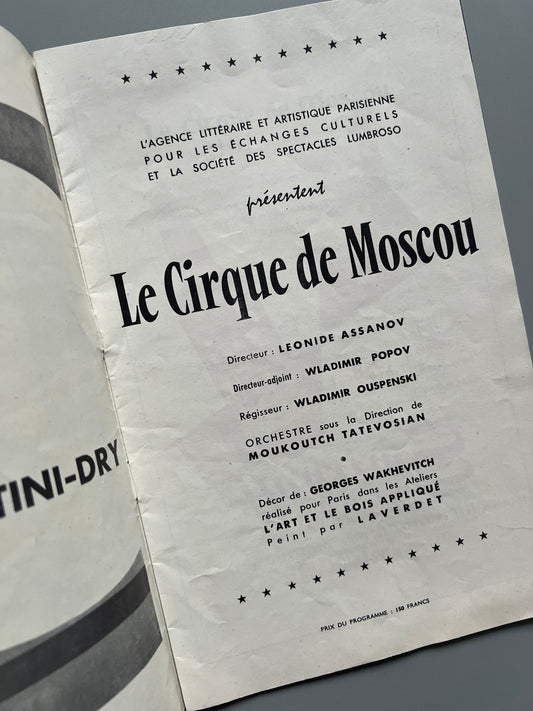 TINI-DRY
★ ★ ★ ★ ★ ★ ★ ★ ★ ★ ★
L'AGENCE LITTÉRAIRE ET ARTISTIQUE PARISIENNE
POUR LES ÉCHANGES CULTURELS
ET LA SOCIÉTÉ DES SPECTACLES LUMBROSO
présentent
Le Cirque de Moscou
Directeur : LEONIDE ASSANOV
Directeur-adjoint : WLADIMIR POPOV
Régisseur : WLADIMIR OUSPENSKI
ORCHESTRE sous la Direction de
MOUKOUTCH TATEVOSIAN
Décor de : GEORGES WAKHEVITCH
réalisé pour Paris dans les Ateliers
L'ART ET LE BOIS APPLIQUÉ
Peint par LAVERDET
★ ★ ★ ★ ★ ★ ★ ★ ★ ★ ★
PRIX DU PROGRAMME : 150 FRANCS